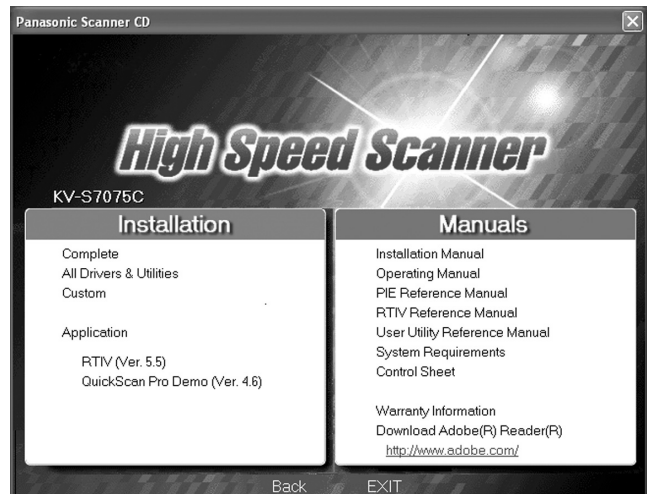 Panasonic Scanner CD
High Speed Scanner
KV-S7075C
Installation
Complete
All Drivers & Utilities
Custom
Application
RTIV (Ver. 5.5)
QuickScan Pro Demo (Ver. 4.6)
Manuals
Installation Manual
Operating Manual
PIE Reference Manual
RTIV Reference Manual
User Utility Reference Manual
System Requirements
Control Sheet
Warranty Information
Download Adobe(R) Reader(R)
http://www.adobe.com/
Back
EXIT